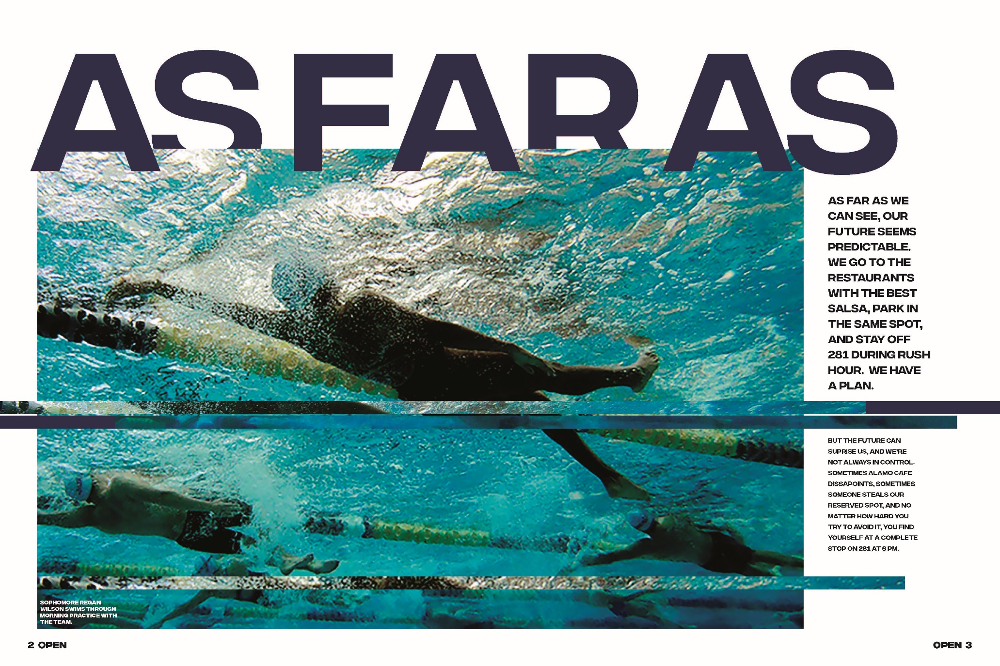 AS FAR AS
AS FAR AS WE
CAN SEE, OUR
FUTURE SEEMS
PREDICTABLE.
WE GO TO THE
RESTAURANTS
WITH THE BEST
SALSA, PARK IN
THE SAME SPOT,
AND STAY OFF
281 DURING RUSH
HOUR.  WE HAVE
A PLAN.
BUT THE FUTURE CAN
SUPRISE US, AND WE'RE
NOT ALWAYS IN CONTROL.
SOMETIMES ALAMO CAFE
DISSAPOINTS, SOMETIMES
SOMEONE STEALS OUR
RESERVED SPOT, AND NO
MATTER HOW HARD YOU
TRY TO AVOID IT, YOU FIND
YOURSELF AT A COMPLETE
STOP ON 281 AT 6 PM.
SOPHOMORE REGAN
WILSON SWIMS THROUGH
MORNING PRACTICE WITH
THE TEAM.
2 OPEN
OPEN 3